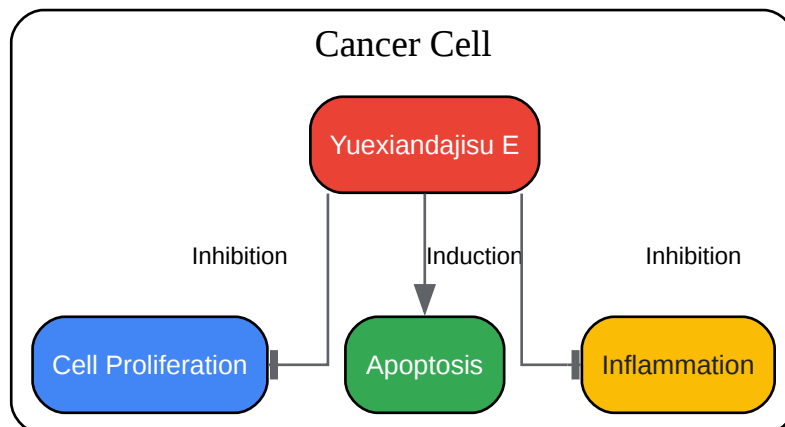 Cancer Cell
Yuexiandajisu E
Inhibition
Induction
Inhibition
Cell Proliferation
Apoptosis
Inflammation